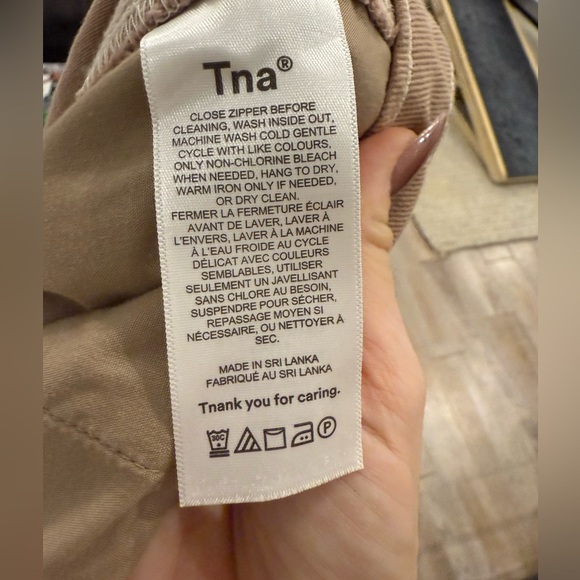 Tna®
CLOSE ZIPPER BEFORE
CLEANING, WASH INSIDE OUT,
MACHINE WASH COLD GENTLE
CYCLE WITH LIKE COLOURS,
ONLY NON-CHLORINE BLEACH
WHEN NEEDED, HANG TO DRY,
WARM IRON ONLY IF NEEDED,
OR DRY CLEAN.
FERMER LA FERMETURE ÉCLAIR
AVANT DE LAVER, LAVER À
L'ENVERS, LAVER À LA MACHINE
À L'EAU FROIDE AU CYCLE
DÉLICAT AVEC COULEURS
SEMBLABLES, UTILISER
SEULEMENT UN JAVELLISANT
SANS CHLORE AU BESOIN,
SUSPENDRE POUR SÉCHER,
REPASSAGE MOYEN SI
NÉCESSAIRE, OU NETTOYER À
SEC.
MADE IN SRI LANKA
FABRIQUÉ AU SRI LANKA
Tnank you for caring.
30C P